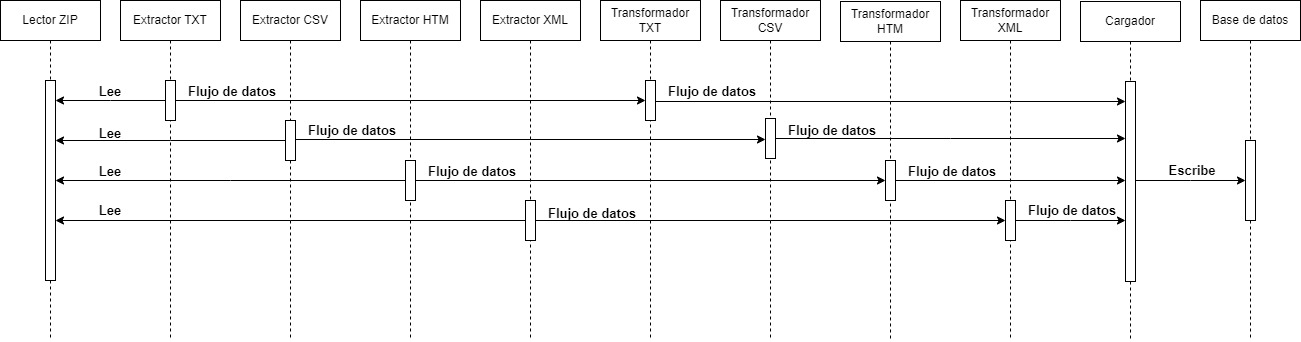 Lector ZIP
Extractor TXT
Extractor CSV
Extractor HTM
Extractor XML
Transformador
TXT
Transformador
CSV
Transformador
HTM
Transformador
XML
Cargador
Base de datos
Lee
Flujo de datos
Flujo de datos
Lee
Flujo de datos
Flujo de datos
Lee
Flujo de datos
Flujo de datos
Escribe
Lee
Flujo de datos
Flujo de datos